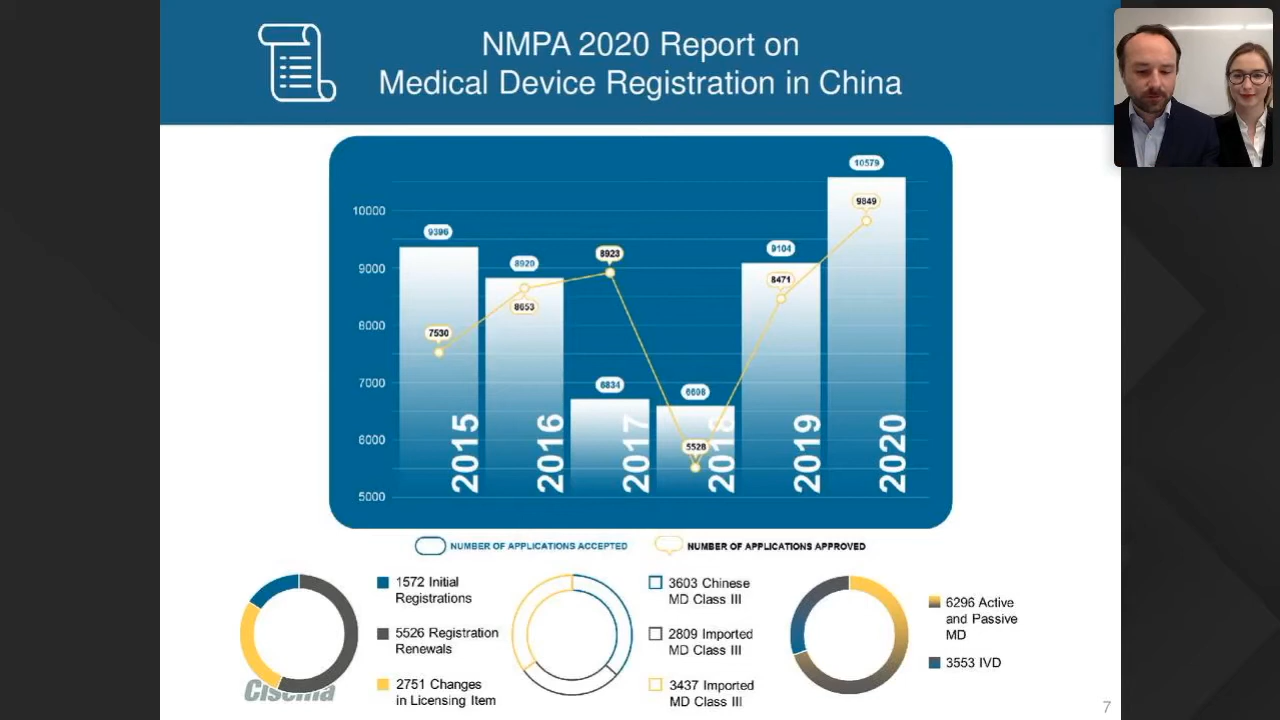 NMPA 2020 Report on
Medical Device Registration in China
10579
10000
9849
9396
9104
8923
8920
9000
8471
8653
8000
7530
7000
6834
6608
6000
5528
5000
2015
2016
2017
2018
2019
2020
NUMBER OF APPLICATIONS ACCEPTED
NUMBER OF APPLICATIONS APPROVED
1572 Initial
Registrations
5526 Registration
Renewals
2751 Changes
in Licensing Item
3603 Chinese
MD Class III
2809 Imported
MD Class III
3437 Imported
MD Class III
6296 Active
and Passive
MD
3553 IVD
Cisema
7